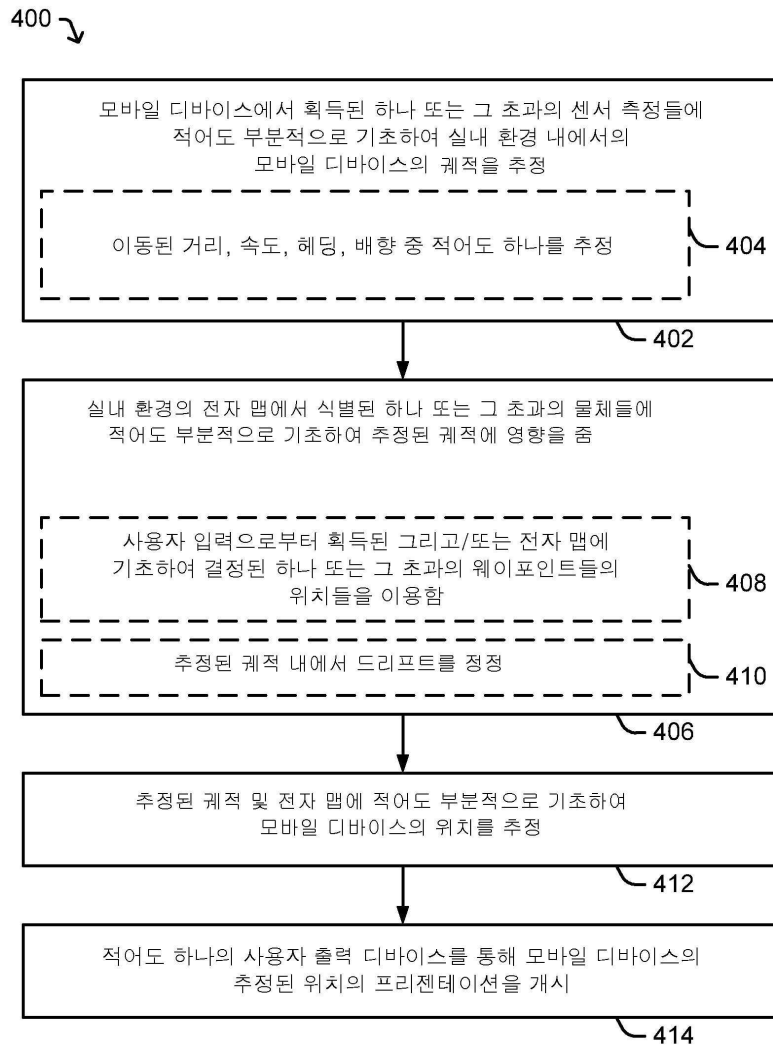 400
모바일 디바이스에서 획득된 하나 또는 그 초과의 센서 측정들에
적어도 부분적으로 기초하여 실내 환경 내에서의
모바일 디바이스의 궤적을 추정
이동된 거리, 속도, 헤딩, 배향 중 적어도 하나를 추정
404
402
실내 환경의 전자 맵에서 식별된 하나 또는 그 초과의 물체들에
적어도 부분적으로 기초하여 추정된 궤적에 영향을 줌
사용자 입력으로부터 획득된 그리고/또는 전자 맵에
기초하여 결정된 하나 또는 그 초과의 웨이포인트들의
위치들을 이용함
408
추정된 궤적 내에서 드리프트를 정정
410
406
추정된 궤적 및 전자 맵에 적어도 부분적으로 기초하여
모바일 디바이스의 위치를 추정
412
적어도 하나의 사용자 출력 디바이스를 통해 모바일 디바이스의
추정된 위치의 프리젠테이션을 개시
414